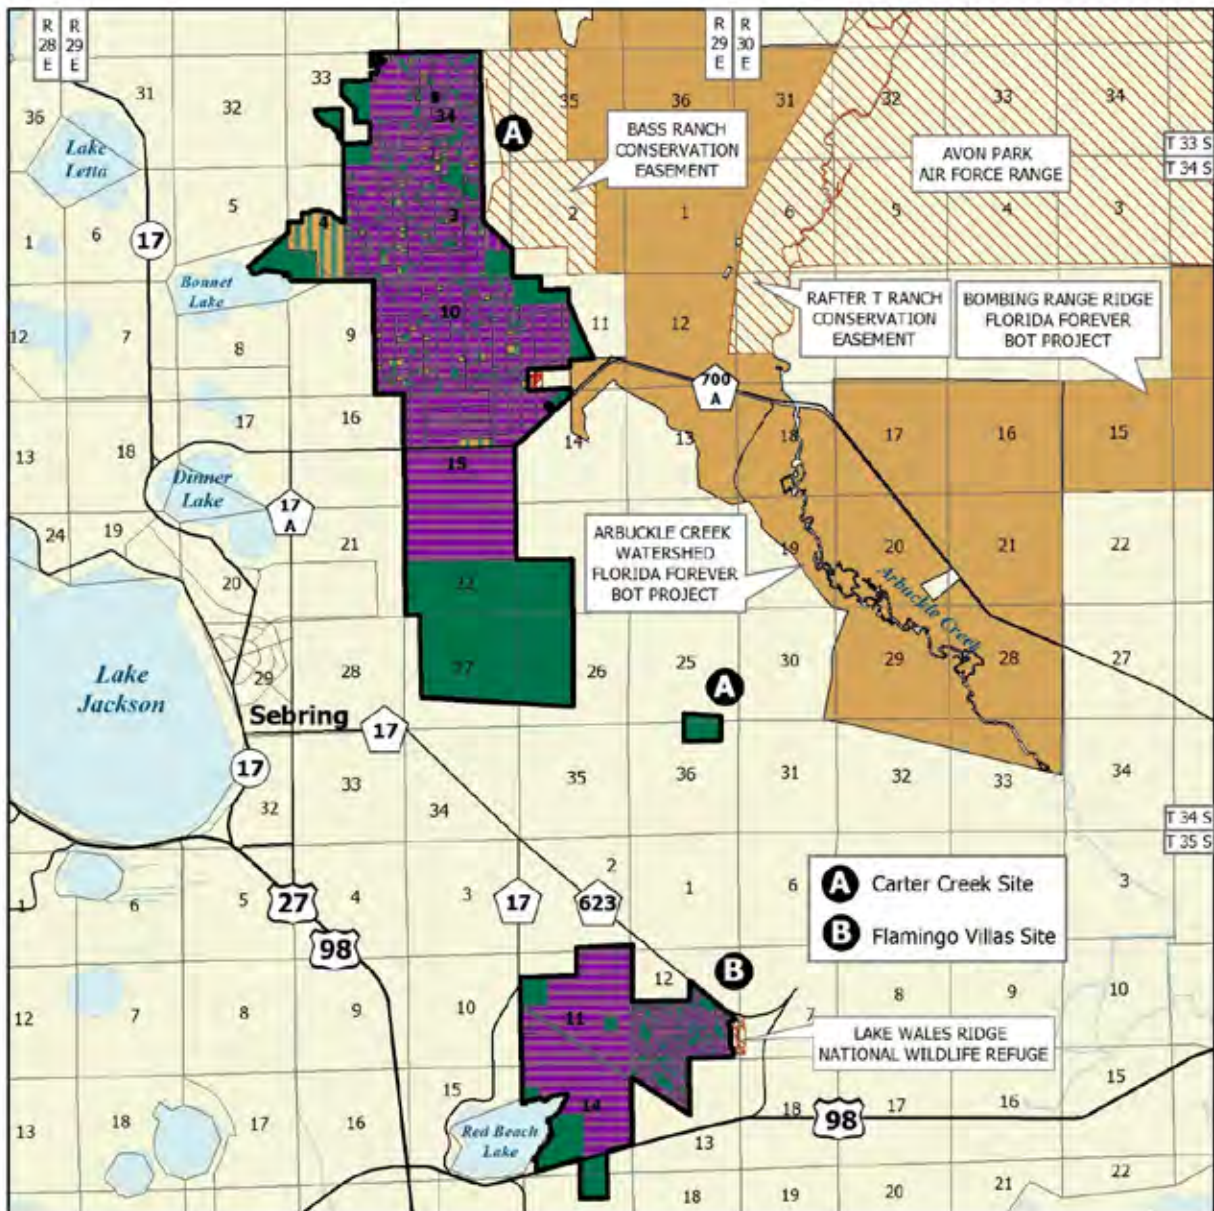 R R
28 29
E E
R R
29 30
E E
31
32
33
34
35
36
31
32
33
34
36
Lake
Letta
A
BASS RANCH
CONSERVATION
EASEMENT
AVON PARK
AIR FORCE RANGE
T 33 S
T 34 S
1
6
5
4
3
2
1
6
5
4
3
17
Bonnet
Lake
RAFTER T RANCH
CONSERVATION
EASEMENT
BOMBING RANGE RIDGE
FLORIDA FOREVER
BOT PROJECT
12
7
8
9
10
11
12
700
A
13
18
17
16
15
14
13
18
17
16
15
Dinner
Lake
17
A
24
19
20
21
22
ARBUCKLE CREEK
WATERSHED
FLORIDA FOREVER
BOT PROJECT
19
20
21
22
Arbuckle Creek
Lake
Jackson
29
28
27
26
25
30
29
28
27
A
Sebring
17
17
32
33
34
35
36
31
32
33
34
T 34 S
T 35 S
1
6
5
4
3
2
1
6
3
27
98
17
623
A Carter Creek Site
B Flamingo Villas Site
B
12
7
8
9
10
11
12
7
8
9
10
LAKE WALES RIDGE
NATIONAL WILDLIFE REFUGE
13
18
17
16
15
14
13
18
17
16
15
Red Beach
Lake
98
18
19
20
21
22